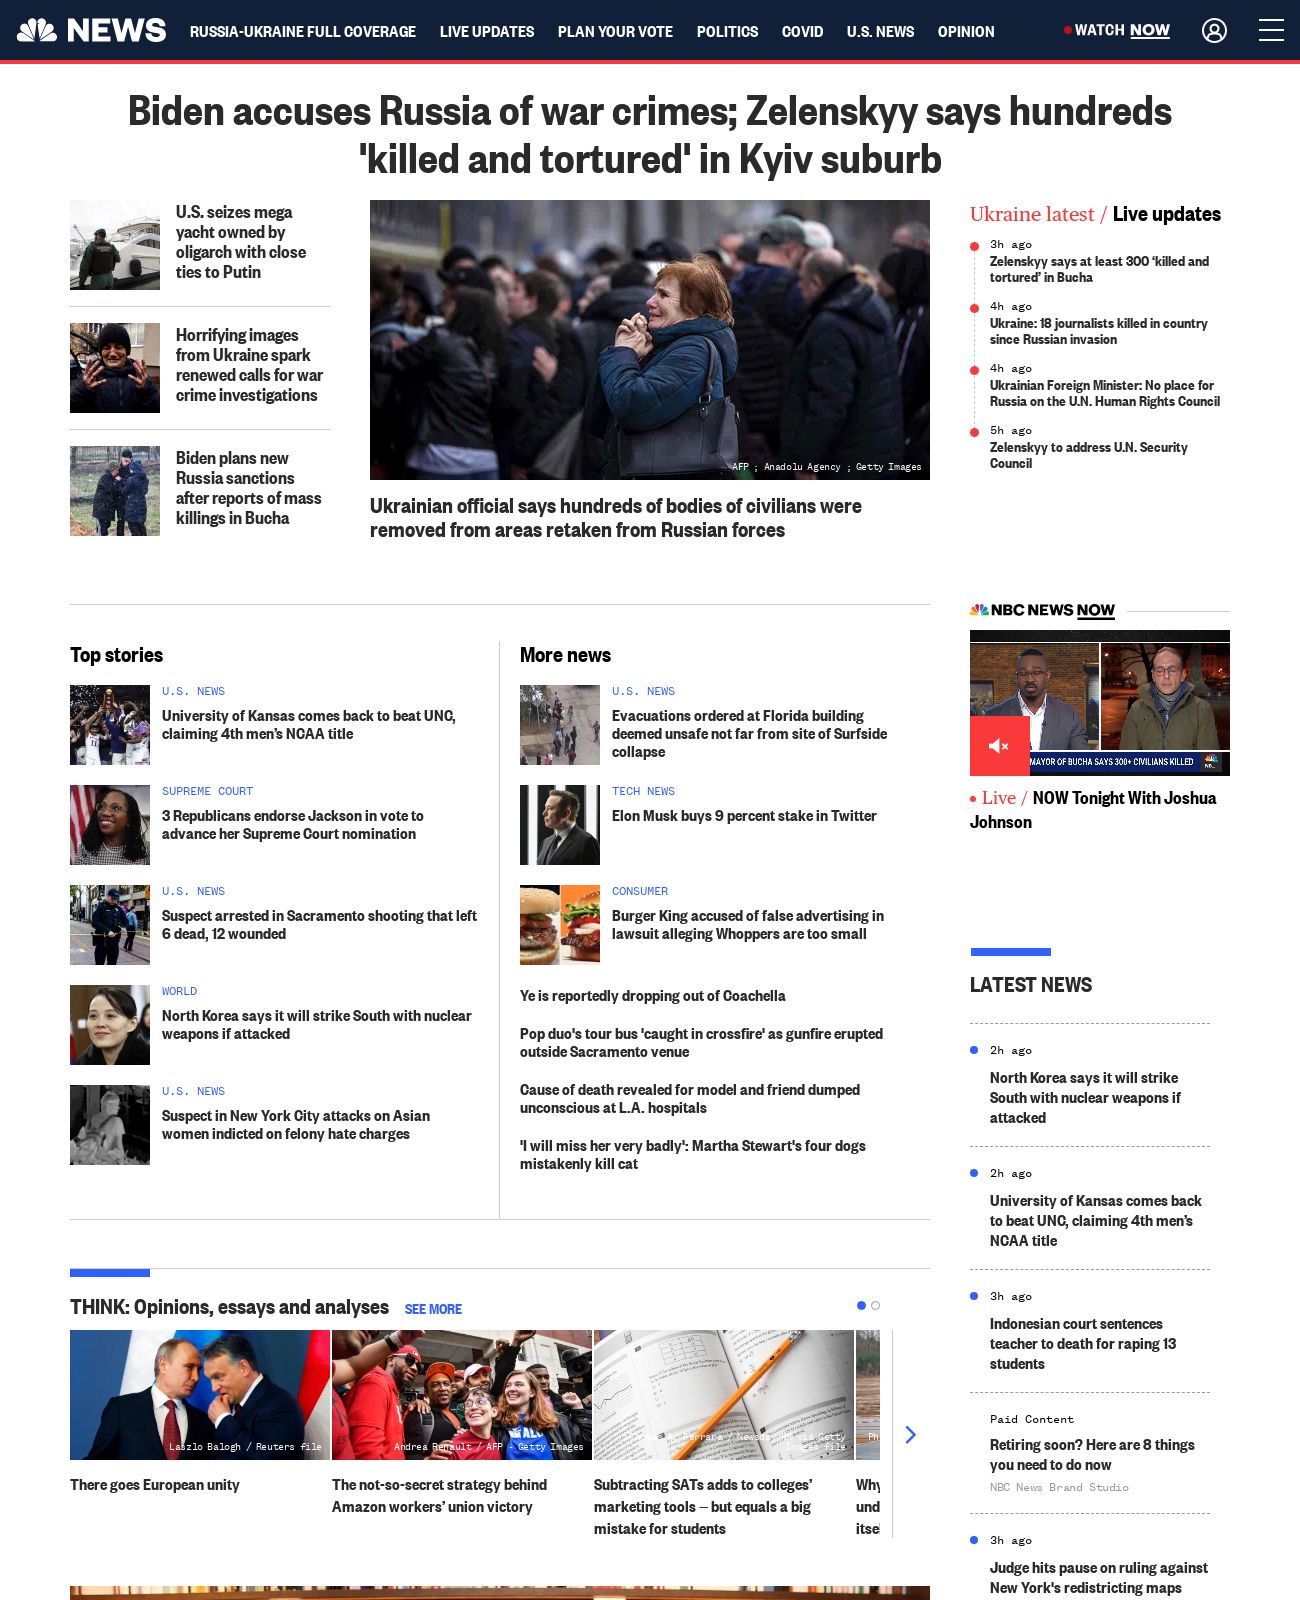 NEWS
RUSSIA-UKRAINE FULL COVERAGE
LIVE UPDATES
PLAN YOUR VOTE
POLITICS
COVID
U.S. NEWS
OPINION
WATCH NOW
Biden accuses Russia of war crimes; Zelenskyy says hundreds
'killed and tortured' in Kyiv suburb
U.S. seizes mega
yacht owned by
oligarch with close
ties to Putin
Horrifying images
from Ukraine spark
renewed calls for war
crime investigations
Biden plans new
Russia sanctions
after reports of mass
killings in Bucha
AFP ; Anadolu Agency ; Getty Images
Ukrainian official says hundreds of bodies of civilians were
removed from areas retaken from Russian forces
Ukraine latest / Live updates
3h ago
Zelenskyy says at least 300 ‘killed and
tortured’ in Bucha
4h ago
Ukraine: 18 journalists killed in country
since Russian invasion
4h ago
Ukrainian Foreign Minister: No place for
Russia on the U.N. Human Rights Council
5h ago
Zelenskyy to address U.N. Security
Council
NBC NEWS NOW
MAYOR OF BUCHA SAYS 300+ CIVILIANS KILLED
Live / NOW Tonight With Joshua
Johnson
Top stories
U.S. NEWS
University of Kansas comes back to beat UNC,
claiming 4th men’s NCAA title
SUPREME COURT
3 Republicans endorse Jackson in vote to
advance her Supreme Court nomination
U.S. NEWS
Suspect arrested in Sacramento shooting that left
6 dead, 12 wounded
WORLD
North Korea says it will strike South with nuclear
weapons if attacked
U.S. NEWS
Suspect in New York City attacks on Asian
women indicted on felony hate charges
More news
U.S. NEWS
Evacuations ordered at Florida building
deemed unsafe not far from site of Surfside
collapse
TECH NEWS
Elon Musk buys 9 percent stake in Twitter
CONSUMER
Burger King accused of false advertising in
lawsuit alleging Whoppers are too small
Ye is reportedly dropping out of Coachella
Pop duo's tour bus 'caught in crossfire' as gunfire erupted
outside Sacramento venue
Cause of death revealed for model and friend dumped
unconscious at L.A. hospitals
'I will miss her very badly': Martha Stewart's four dogs
mistakenly kill cat
LATEST NEWS
2h ago
North Korea says it will strike
South with nuclear weapons if
attacked
2h ago
University of Kansas comes back
to beat UNC, claiming 4th men’s
NCAA title
3h ago
Indonesian court sentences
teacher to death for raping 13
students
Paid Content
Retiring soon? Here are 8 things
you need to do now
NBC News Brand Studio
3h ago
Judge hits pause on ruling against
New York's redistricting maps
THINK: Opinions, essays and analyses
SEE MORE
Laszlo Balogh / Reuters file
There goes European unity
Andrea Renault / AFP - Getty Images
The not-so-secret strategy behind
Amazon workers’ union victory
via Getty
Images file
Subtracting SATs adds to colleges’
marketing tools — but equals a big
mistake for students
Ph
Why
und
itsel